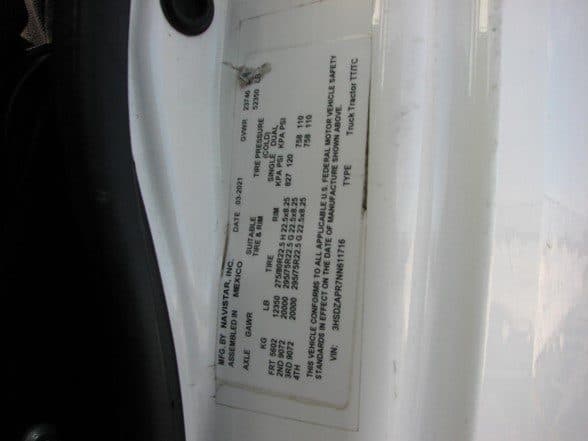 MFG. BY NAVISTAR, INC.
ASSEMBLED IN MEXICO DATE 03-2021 GVWR 23746
52350 LB
AXLE GAWR SUITABLE TIRE & RIM TIRE PRESSURE (COLD)
SINGLE DUAL
KG LB TIRE RIM KPA PSI KPA PSI
FRT 5602 12350 275/80R22.5 H 22.5x8.25 827 120
2ND 9072 20000 295/75R22.5 G 22.5x8.25 758 110
3RD 9072 20000 295/75R22.5 G 22.5x8.25 758 110
4TH
THIS VEHICLE CONFORMS TO ALL APPLICABLE U.S. FEDERAL MOTOR VEHICLE SAFETY
STANDARDS IN EFFECT ON THE DATE OF MANUFACTURE SHOWN ABOVE.
VIN: 3HSDZAPR7NN611716 TYPE Truck Tractor TT/TC